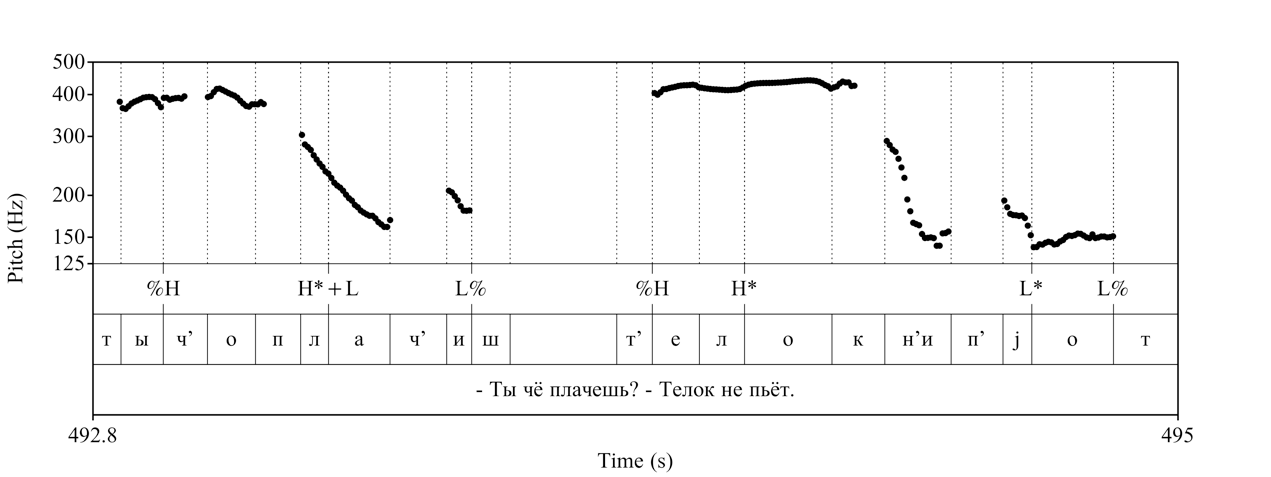 500
400
300
200
150
125
Pitch (Hz)
%H H* + L L% %H H* L* L%
т ы ч’ о п л а ч’ и ш т’ е л о к н’и п’ j о т
- Ты чё плачешь? - Телок не пьёт.
492.8 495
Time (s)